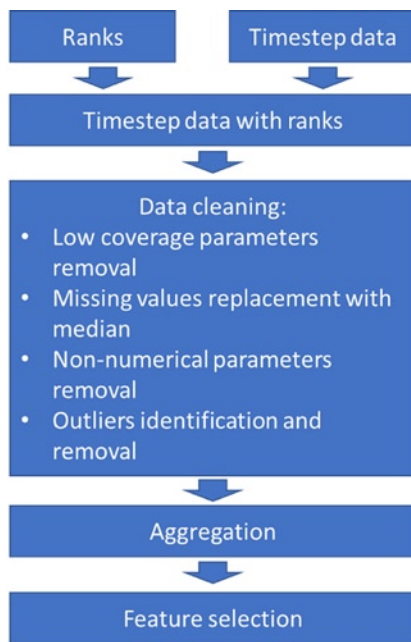 Ranks
Timestep data
Timestep data with ranks
Data cleaning:
• Low coverage parameters
removal
• Missing values replacement with
median
• Non-numerical parameters
removal
• Outliers identification and
removal
Aggregation
Feature selection